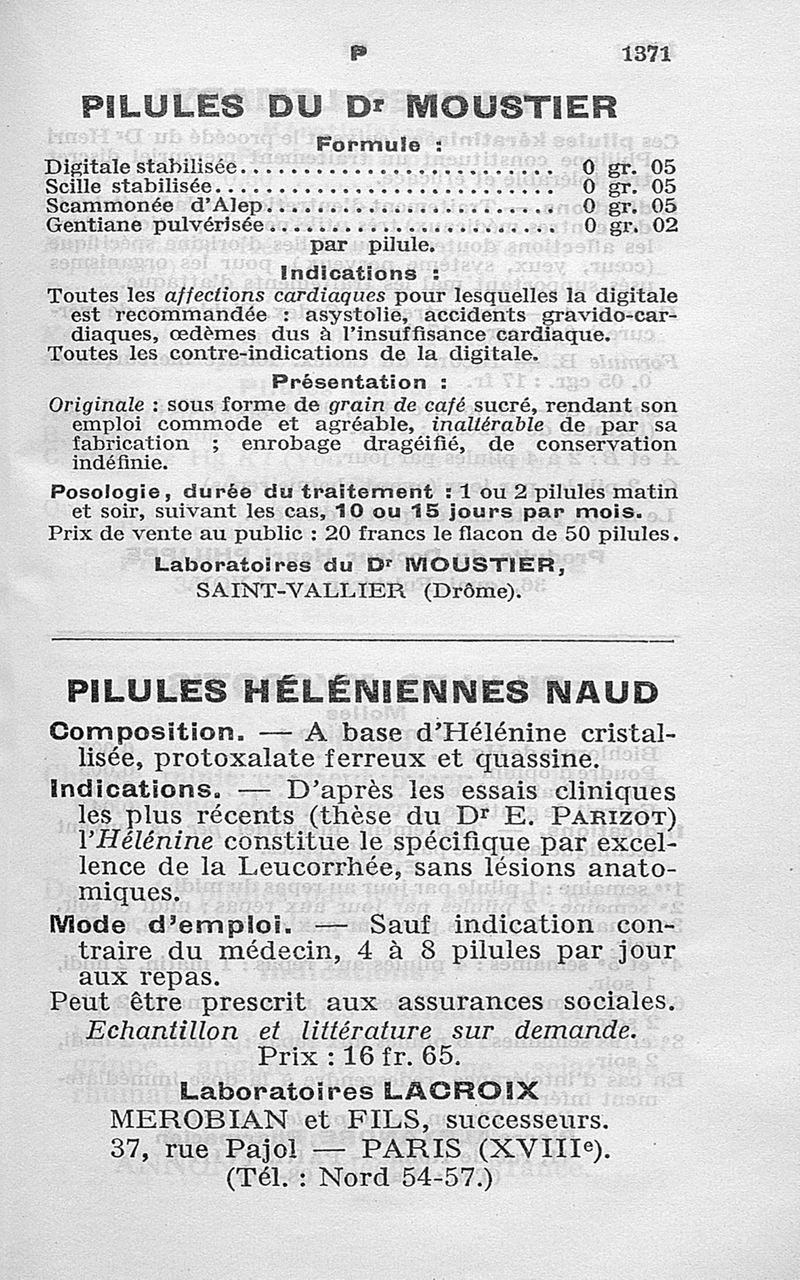 P 1371
PILULES DU Dr MOUSTIER
Formule :
Digitale stabilisée........................ 0 gr. 05
Scille stabilisée.......................... 0 gr. 05
Scammonée d'Alep....................... 0 gr. 05
Gentiane pulvérisée....................... 0 gr. 02
par pilule.
Indications :
Toutes les affections cardiaques pour lesquelles la digitale
est recommandée : asystolie, accidents gravido-car-
diaques, œdèmes dus à l'insuffisance cardiaque.
Toutes les contre-indications de la digitale.
Présentation :
Originale : sous forme de grain de café sucré, rendant son
emploi commode et agréable, inaltérable de par sa
fabrication ; enrobage dragéifié, de conservation
indéfinie.
Posologie, durée du traitement : 1 ou 2 pilules matin
et soir, suivant les cas, 10 ou 15 jours par mois.
Prix de vente au public : 20 francs le flacon de 50 pilules.
Laboratoires du Dr MOUSTIER,
SAINT-VALLIER (Drôme).
PILULES HÉLÉNIENNES NAUD
Composition. — A base d'Hélénine cristal-
lisée, protoxalate ferreux et quassine.
Indications. — D'après les essais cliniques
les plus récents (thèse du Dr E. PARIZOT)
l'Hélénine constitue le spécifique par excel-
lence de la Leucorrhée, sans lésions anato-
miques.
Mode d'emploi. — Sauf indication con-
traire du médecin, 4 à 8 pilules par jour
aux repas.
Peut être prescrit aux assurances sociales.
Echantillon et littérature sur demande.
Prix : 16 fr. 65.
Laboratoires LACROIX
MEROBIAN et FILS, successeurs.
37, rue Pajol — PARIS (XVIIIe).
(Tél. : Nord 54-57.)